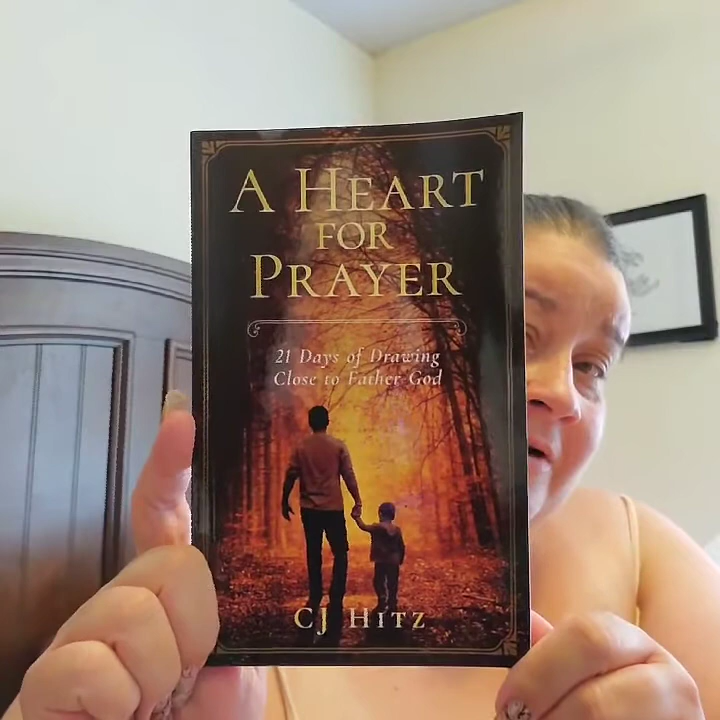 A HEART
FOR
PRAYER
21 Days of Drawing
Close to Father God
CJ HITZ